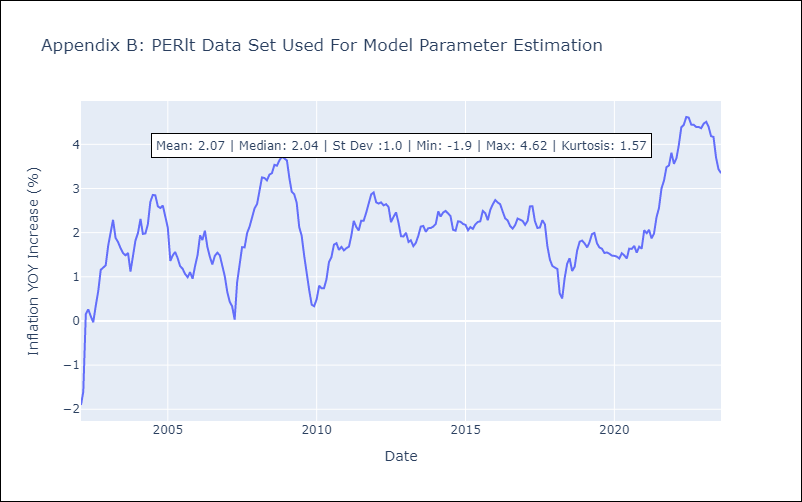 Appendix B: PERlt Data Set Used For Model Parameter Estimation
Mean: 2.07 | Median: 2.04 | St Dev :1.0 | Min: -1.9 | Max: 4.62 | Kurtosis: 1.57
Inflation YOY Increase (%)
4
3
2
1
0
−1
−2
2005
2010
2015
2020
Date